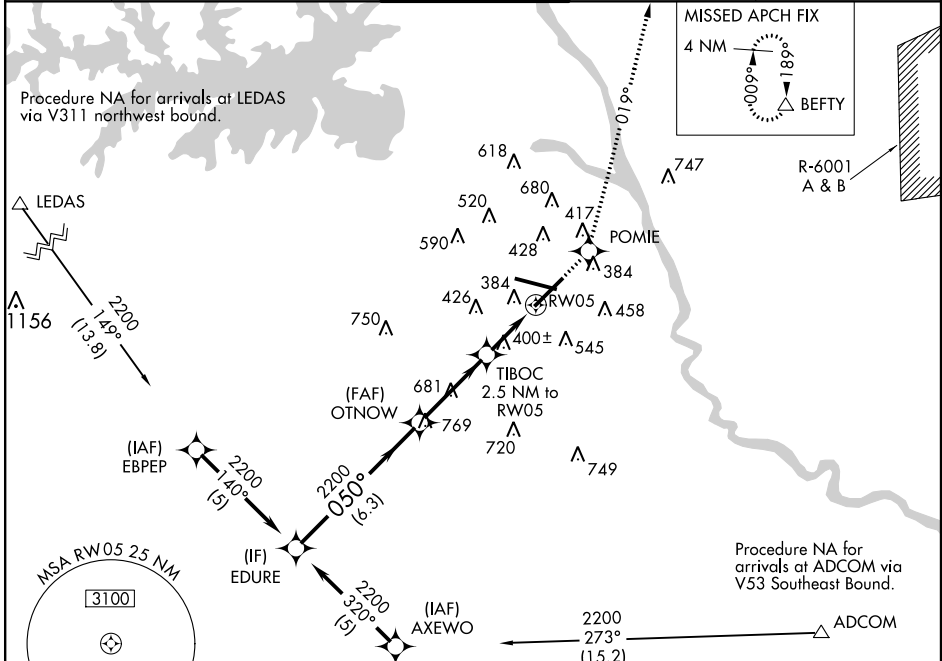 MISSED APCH FIX
4 NM
009°
189°
BEFTY
019°
Procedure NA for arrivals at LEDAS
via V311 northwest bound.
R-6001
A & B
LEDAS
618
747
680
520
417
590
428
POMIE
384
1156
2200
149°
(13.8)
384
RW05
426
458
750
400±
545
TIBOC
2.5 NM to
RW05
681
(FAF)
OTNOW
769
720
749
(IAF)
EBPEP
2200
140°
(5)
2200
050°
(6.3)
(IF)
EDURE
MSA RW05 25 NM
3100
2200
320°
(5)
(IAF)
AXEWO
Procedure NA for
arrivals at ADCOM via
V53 Southeast Bound.
ADCOM
2200
273°
(15.2)